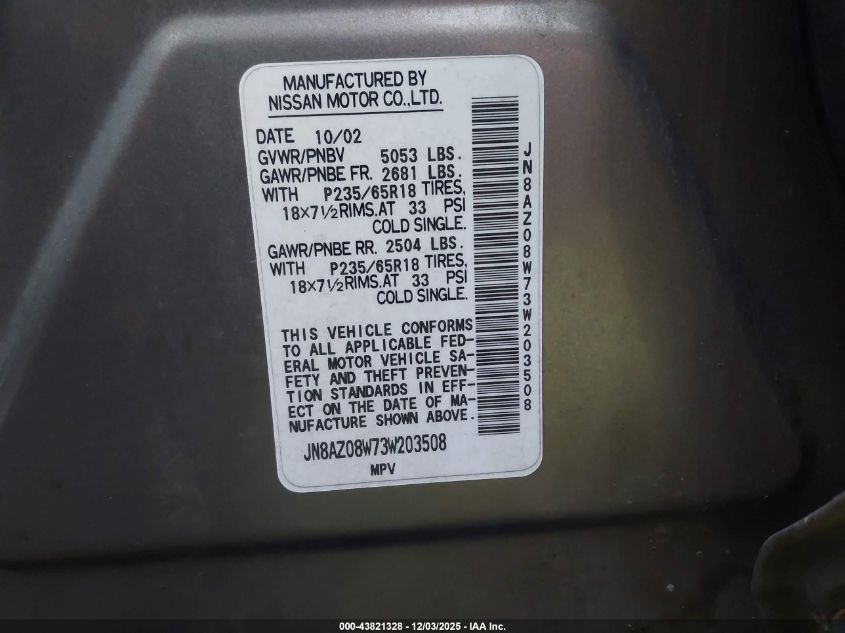 MANUFACTURED BY
NISSAN MOTOR CO.,LTD.
DATE 10/02
GVWR/PNBV 5053 LBS.
GAWR/PNBE FR. 2681 LBS.
WITH P235/65R18 TIRES,
18×7½RIMS.AT 33 PSI
COLD SINGLE.
GAWR/PNBE RR. 2504 LBS.
WITH P235/65R18 TIRES,
18×7½RIMS.AT 33 PSI
COLD SINGLE.
THIS VEHICLE CONFORMS
TO ALL APPLICABLE FED-
ERAL MOTOR VEHICLE SA-
FETY AND THEFT PREVEN-
TION STANDARDS IN EFF-
ECT ON THE DATE OF MA-
NUFACTURE SHOWN ABOVE.
JN8AZ08W73W203508
MPV
JN8AZ08W73W203508
000-43821328 - 12/03/2025 - IAA Inc.